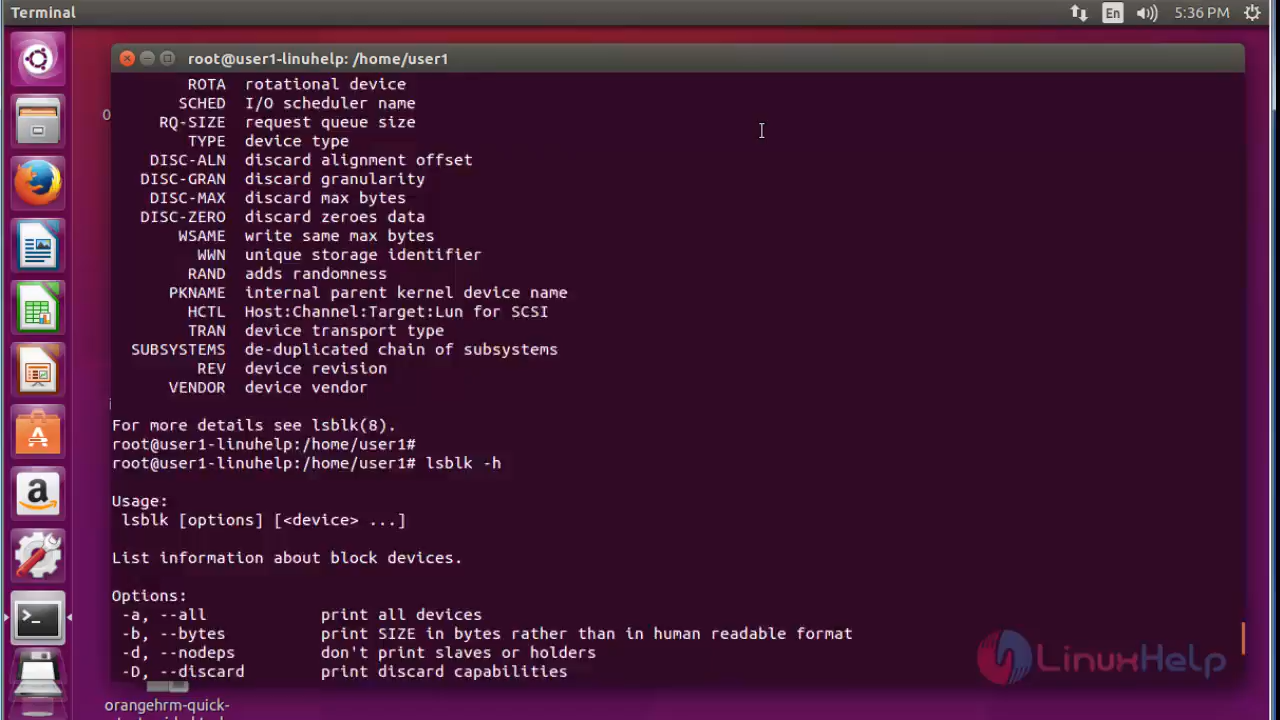 Terminal
En
5:36 PM
root@user1-linuhelp: /home/user1
ROTA rotational device
SCHED I/O scheduler name
RQ-SIZE request queue size
TYPE device type
DISC-ALN discard alignment offset
DISC-GRAN discard granularity
DISC-MAX discard max bytes
DISC-ZERO discard zeroes data
WSAME write same max bytes
WWN unique storage identifier
RAND adds randomness
PKNAME internal parent kernel device name
HCTL Host:Channel:Target:Lun for SCSI
TRAN device transport type
SUBSYSTEMS de-duplicated chain of subsystems
REV device revision
VENDOR device vendor
For more details see lsblk(8).
root@user1-linuhelp:/home/user1#
root@user1-linuhelp:/home/user1# lsblk -h
Usage:
lsblk [options] [<device> ...]
List information about block devices.
Options:
-a, --all print all devices
-b, --bytes print SIZE in bytes rather than in human readable format
-d, --nodeps don't print slaves or holders
-D, --discard print discard capabilities
LinuxHelp
orangehrm-quick-